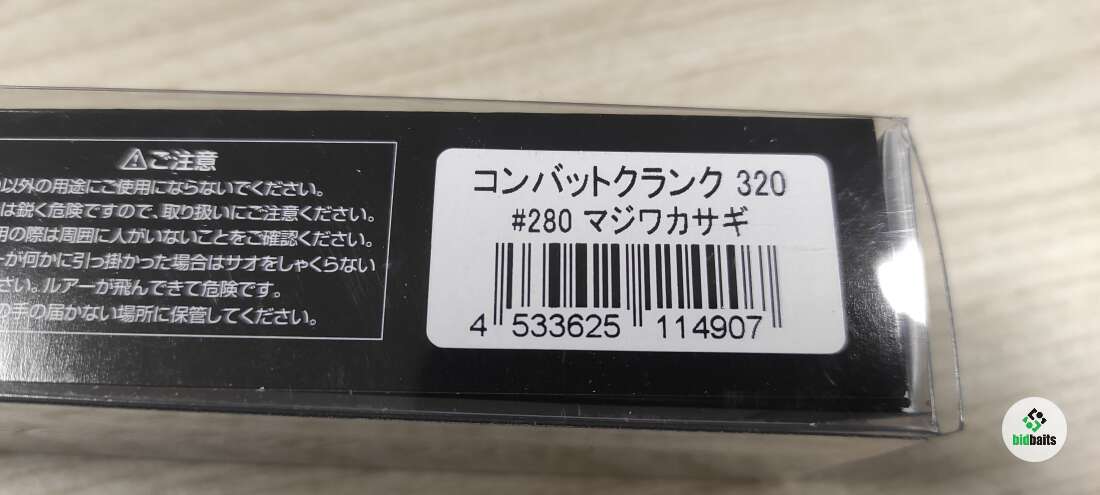 ⚠ご注意
以外の用途にご使用にならないでください。
は鋭く危険ですので、取り扱いにご注意ください。
用の際は周囲に人がいないことをご確認ください。
ーが何かに引っ掛かった場合はサオをしゃくらない
さい。ルアーが飛んできて危険です。
の手の届かない場所に保管してください。
コンバットクランク 320
#280 マジワカサギ
4 533625 114907
bidbaits